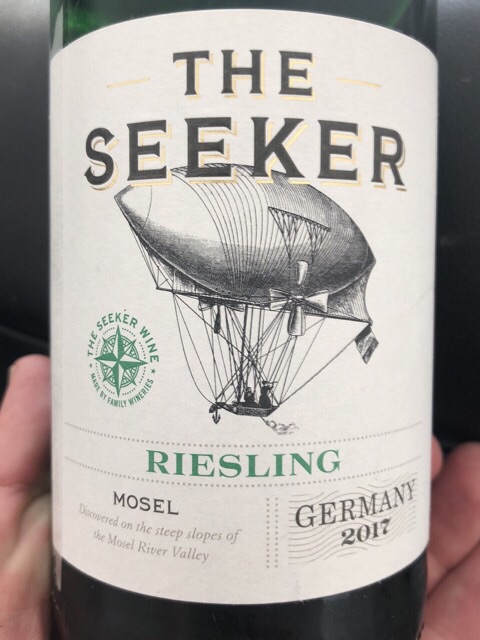 THE
SEEKER
THE SEEKER WINE
★ MADE BY FAMILY WINERIES ★
RIESLING
MOSEL
Discovered on the steep slopes of
the Mosel River Valley
GERMANY
2017